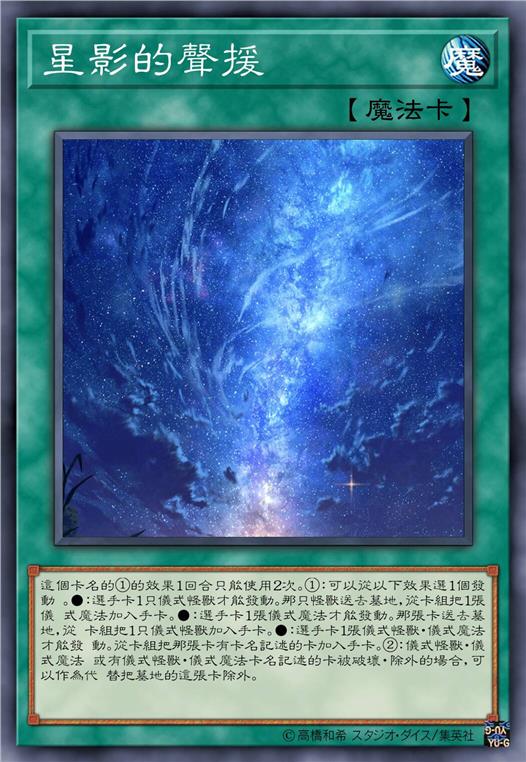 星影的聲援
魔
【魔法卡】
這個卡名的①的效果1回合只能使用2次。①:可以從以下效果選1個發
動 。●:選手卡1只儀式怪獸才能發動。那只怪獸送去墓地,從卡組把1張
儀 式魔法加入手卡。●:選手卡1張儀式魔法才能發動。那張卡送去墓
地,從 卡組把1只儀式怪獸加入手卡。●:選手卡1張儀式怪獸·儀式魔法
才能發 動。從卡組把那張卡有卡名記述的卡加入手卡。②:儀式怪獸·儀
式魔法 或有儀式怪獸·儀式魔法卡名記述的卡被破壞·除外的場合,可
以作為代 替把墓地的這張卡除外。
©高橋和希 スタジオ・ダイス/集英社
YU-G